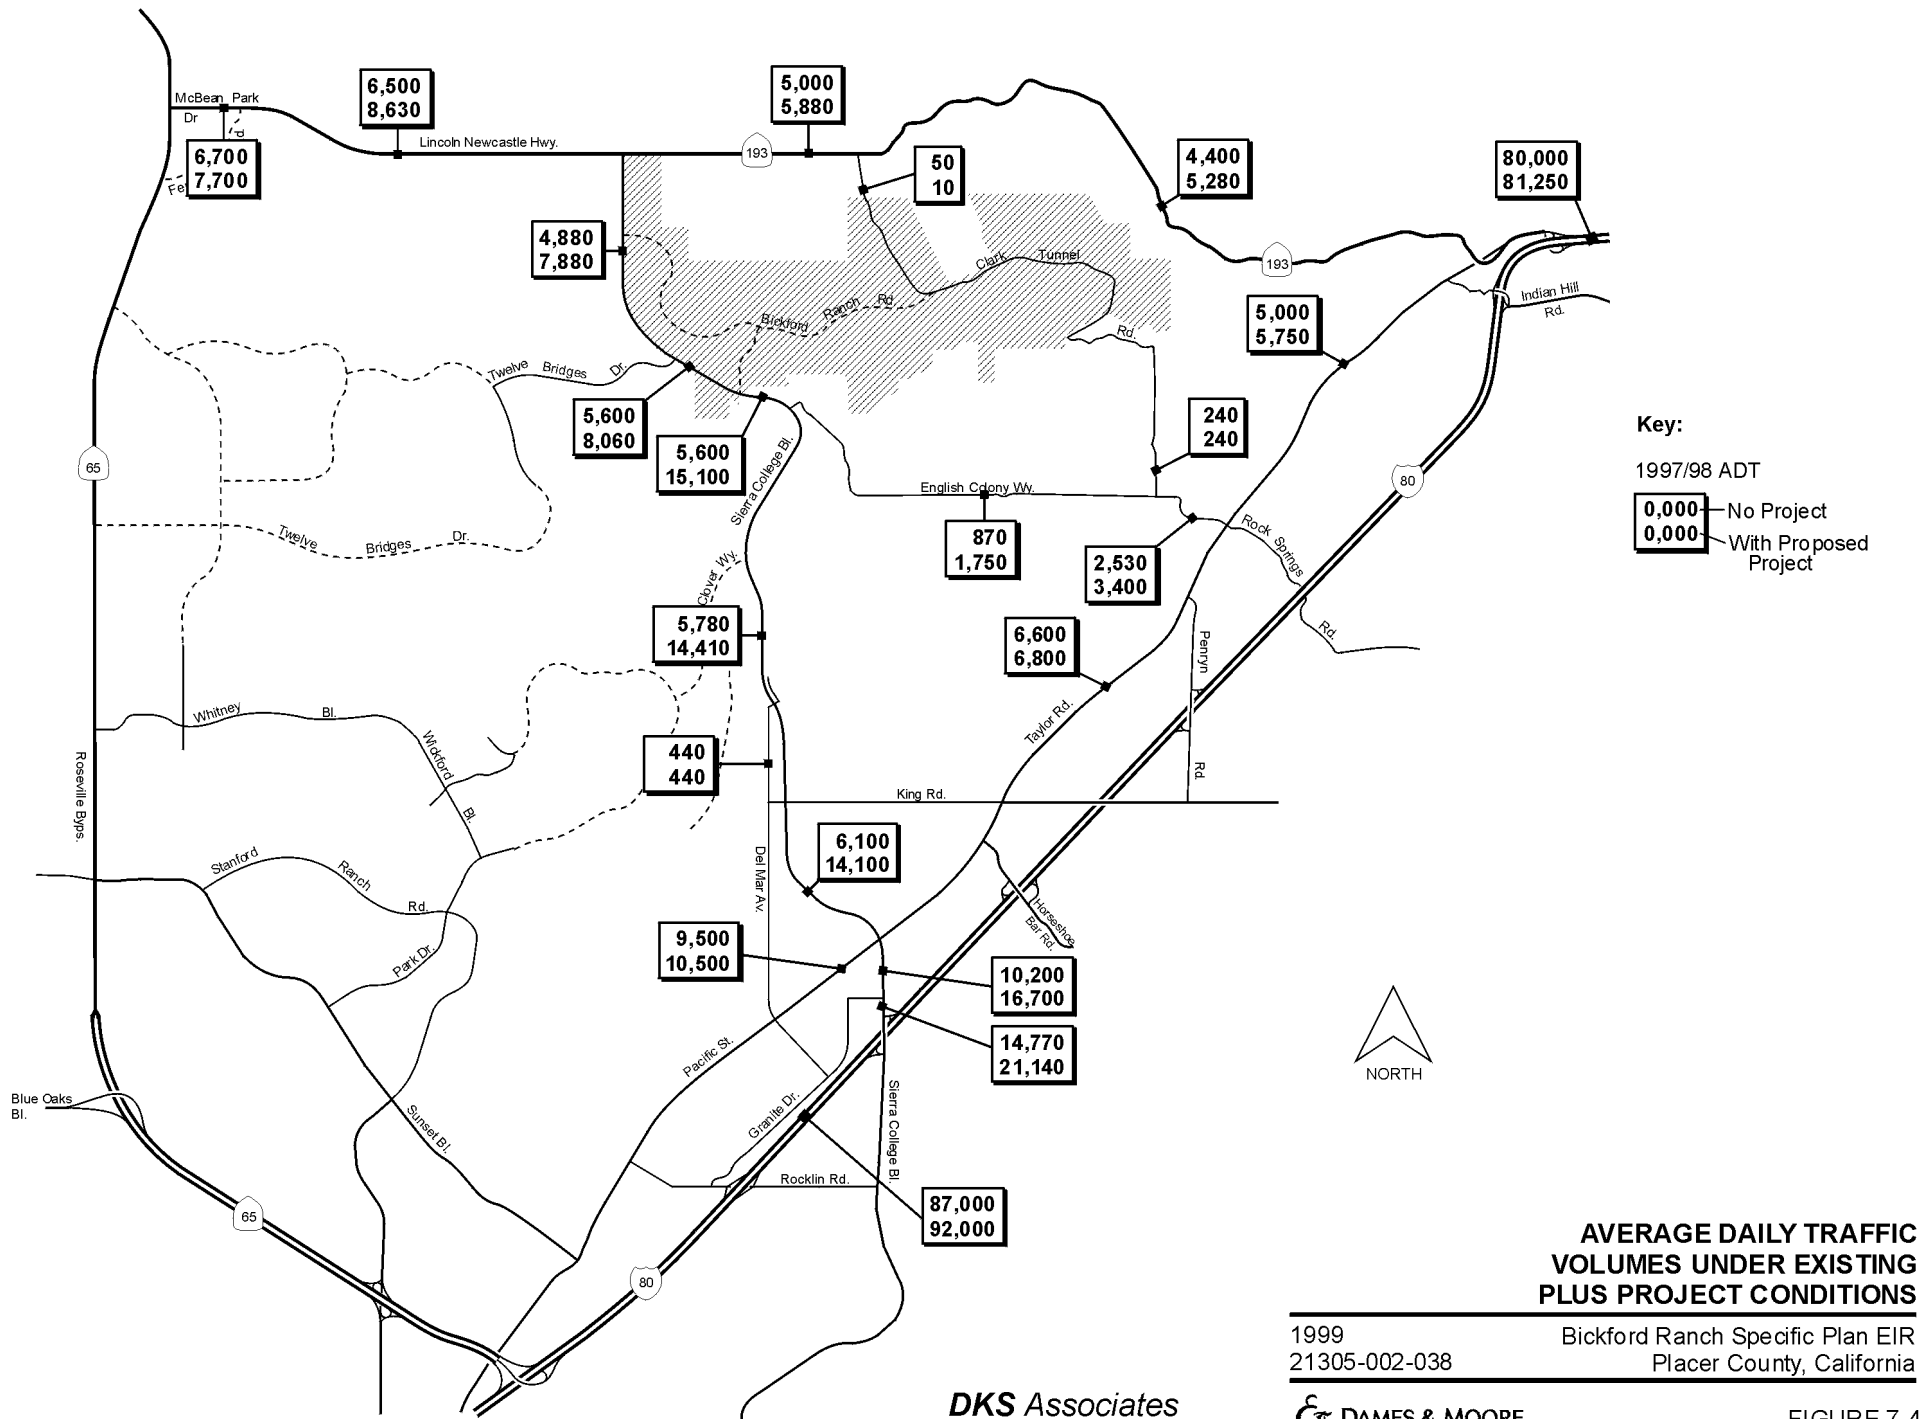 McBean Park
Dr
6,500
8,630
5,000
5,880
6,700
7,700
Lincoln Newcastle Hwy.
193
50
10
4,400
5,280
80,000
81,250
4,880
7,880
193
Clark Tunnel
Indian Hill
Rd.
Bickford Ranch Rd
Rd.
5,000
5,750
Twelve Bridges Dr.
5,600
8,060
5,600
15,100
240
240
Key:
1997/98 ADT
0,000 No Project
0,000 With Proposed
Project
65
80
Sierra College Bl.
English Colony Wy.
870
1,750
2,530
3,400
Rock Springs
Rd.
Twelve Bridges Dr.
Clover Wy.
5,780
14,410
6,600
6,800
Penryn
Rd.
Taylor Rd.
Whitney Bl.
Wickford
Bl.
440
440
King Rd.
Roseville Byps.
Stanford Ranch Rd.
Del Mar Av.
6,100
14,100
Horseshoe
Bar Rd.
Park Dr.
9,500
10,500
10,200
16,700
14,770
21,140
NORTH
Pacific St.
Blue Oaks
Bl.
Sunset Bl.
Granite Dr.
Sierra College Bl.
Rocklin Rd.
65
87,000
92,000
80
AVERAGE DAILY TRAFFIC
VOLUMES UNDER EXISTING
PLUS PROJECT CONDITIONS
1999 Bickford Ranch Specific Plan EIR
21305-002-038 Placer County, California
DKS Associates
DAMES & MOORE FIGURE 7-4